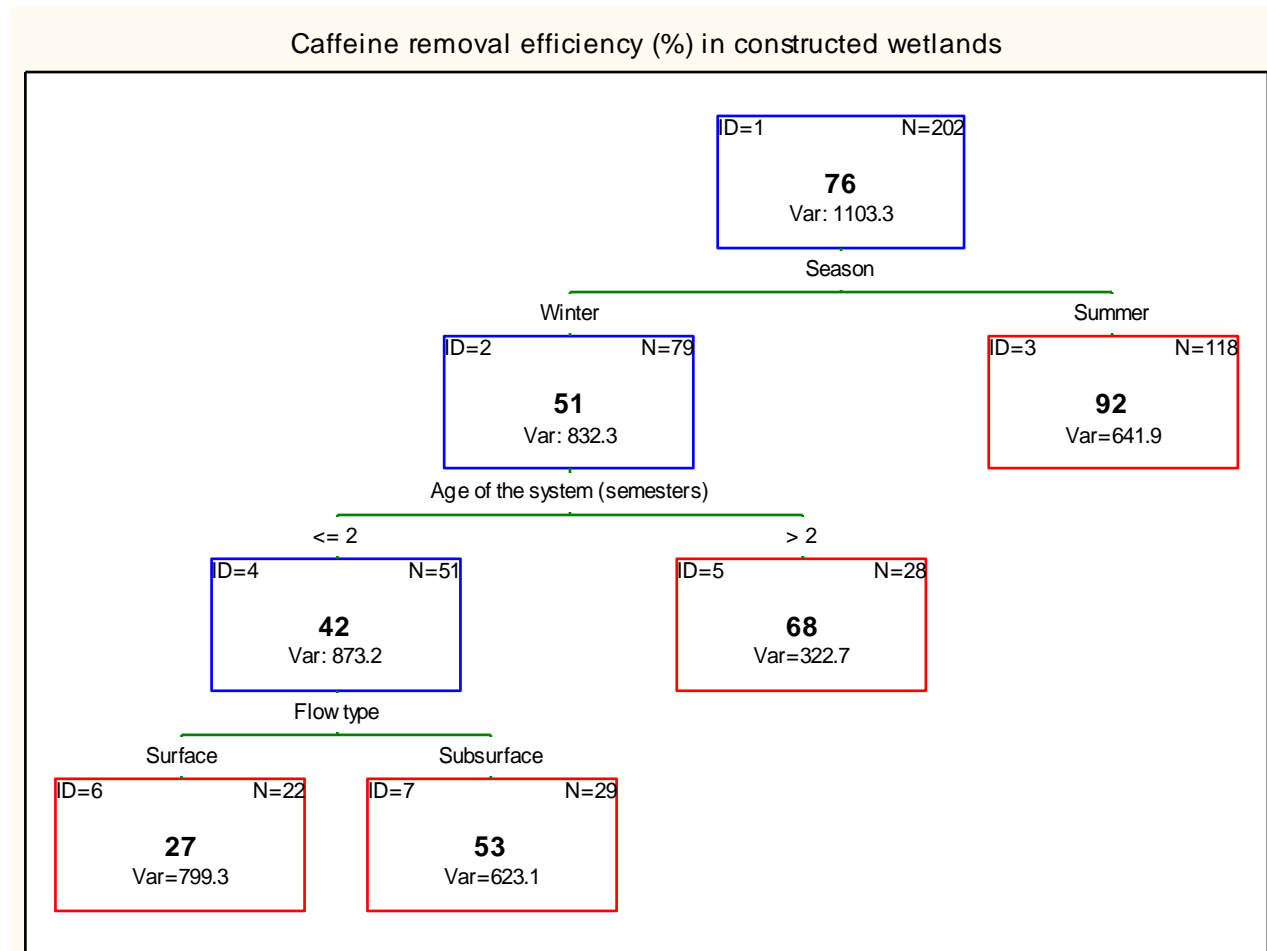 Caffeine removal efficiency (%) in constructed wetlands
ID=1 N=202
76
Var: 1103.3
Season
Winter Summer
ID=2 N=79 ID=3 N=118
51 92
Var: 832.3 Var=641.9
Age of the system (semesters)
<= 2 > 2
ID=4 N=51 ID=5 N=28
42 68
Var: 873.2 Var=322.7
Flow type
Surface Subsurface
ID=6 N=22 ID=7 N=29
27 53
Var=799.3 Var=623.1